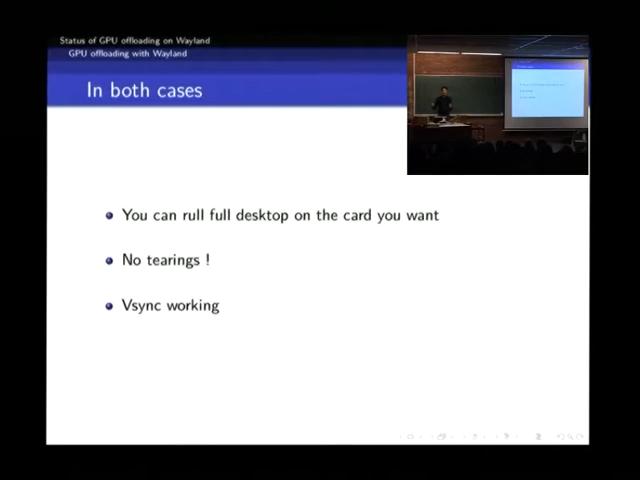 Status of GPU offloading on Wayland
GPU offloading with Wayland
In both cases
You can rull full desktop on the card you want
No tearings !
Vsync working